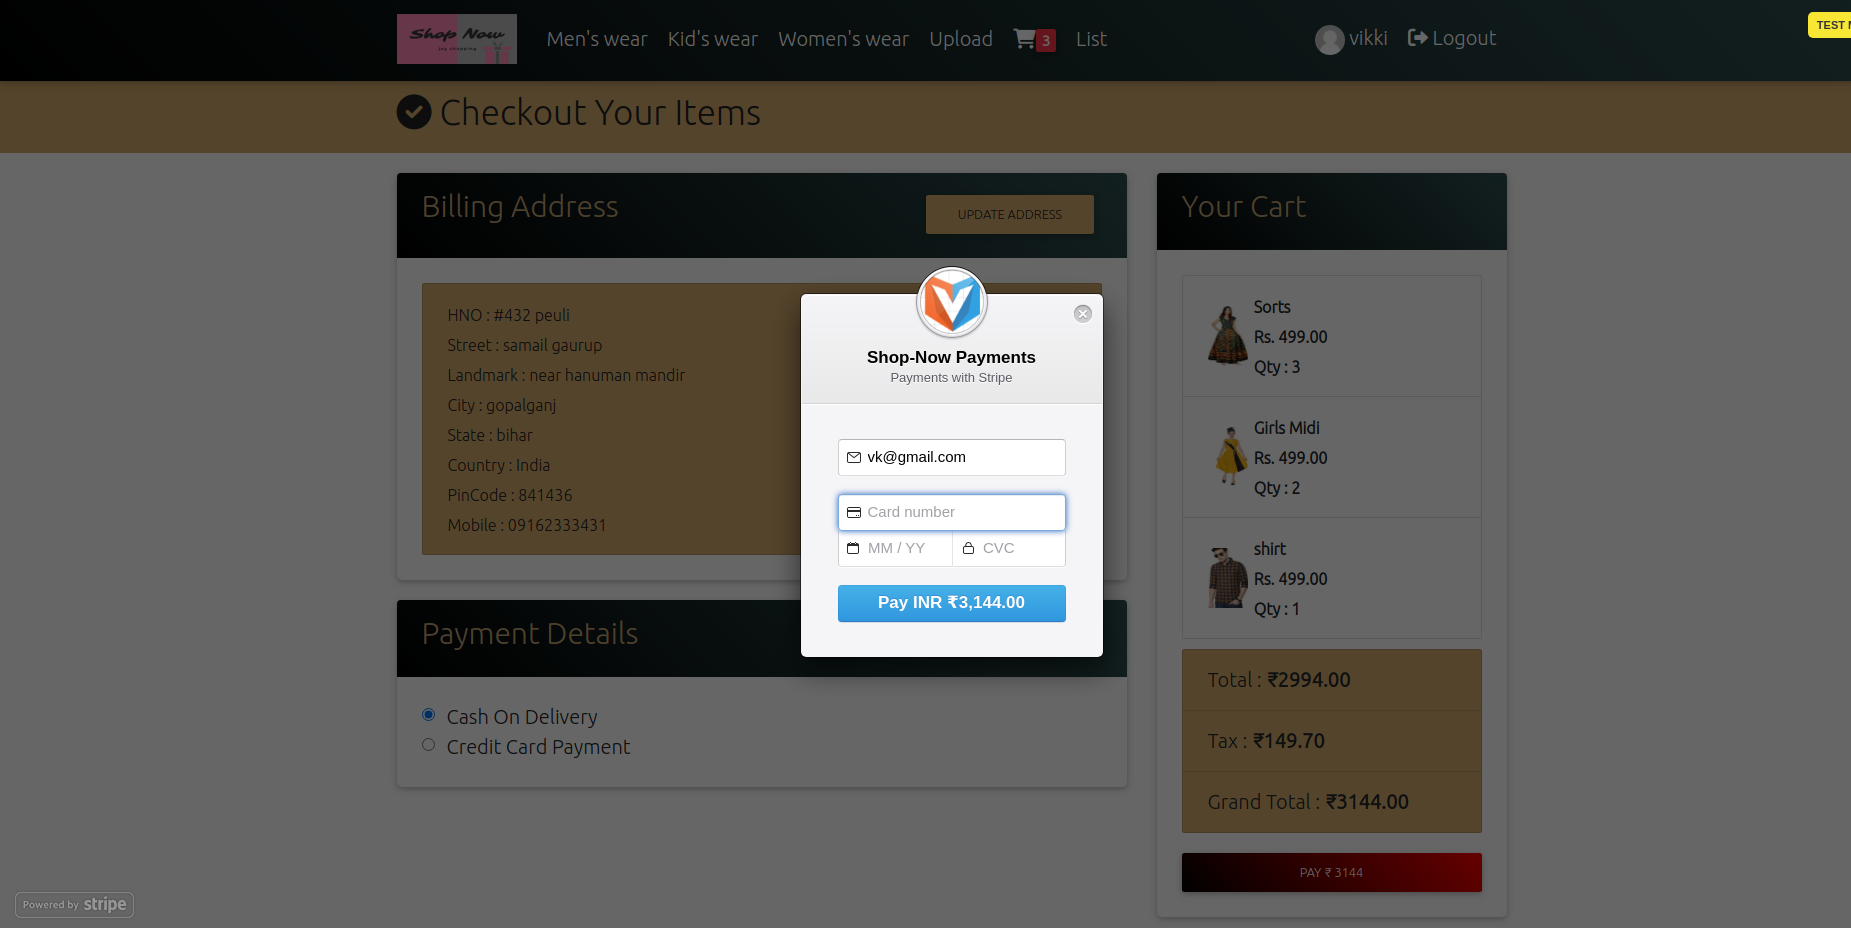 Shop Now
joy shopping
Men's wear
Kid's wear
Women's wear
Upload
3
List
vikki
Logout
TEST
Checkout Your Items
Billing Address
UPDATE ADDRESS
HNO : #432 peuli
Street : samail gaurup
Landmark : near hanuman mandir
City : gopalganj
State : bihar
Country : India
PinCode : 841436
Mobile : 09162333431
Payment Details
Cash On Delivery
Credit Card Payment
Shop-Now Payments
Payments with Stripe
vk@gmail.com
Card number
MM / YY
CVC
Pay INR ₹3,144.00
Your Cart
Sorts
Rs. 499.00
Qty : 3
Girls Midi
Rs. 499.00
Qty : 2
shirt
Rs. 499.00
Qty : 1
Total : ₹2994.00
Tax : ₹149.70
Grand Total : ₹3144.00
PAY ₹ 3144
Powered by stripe